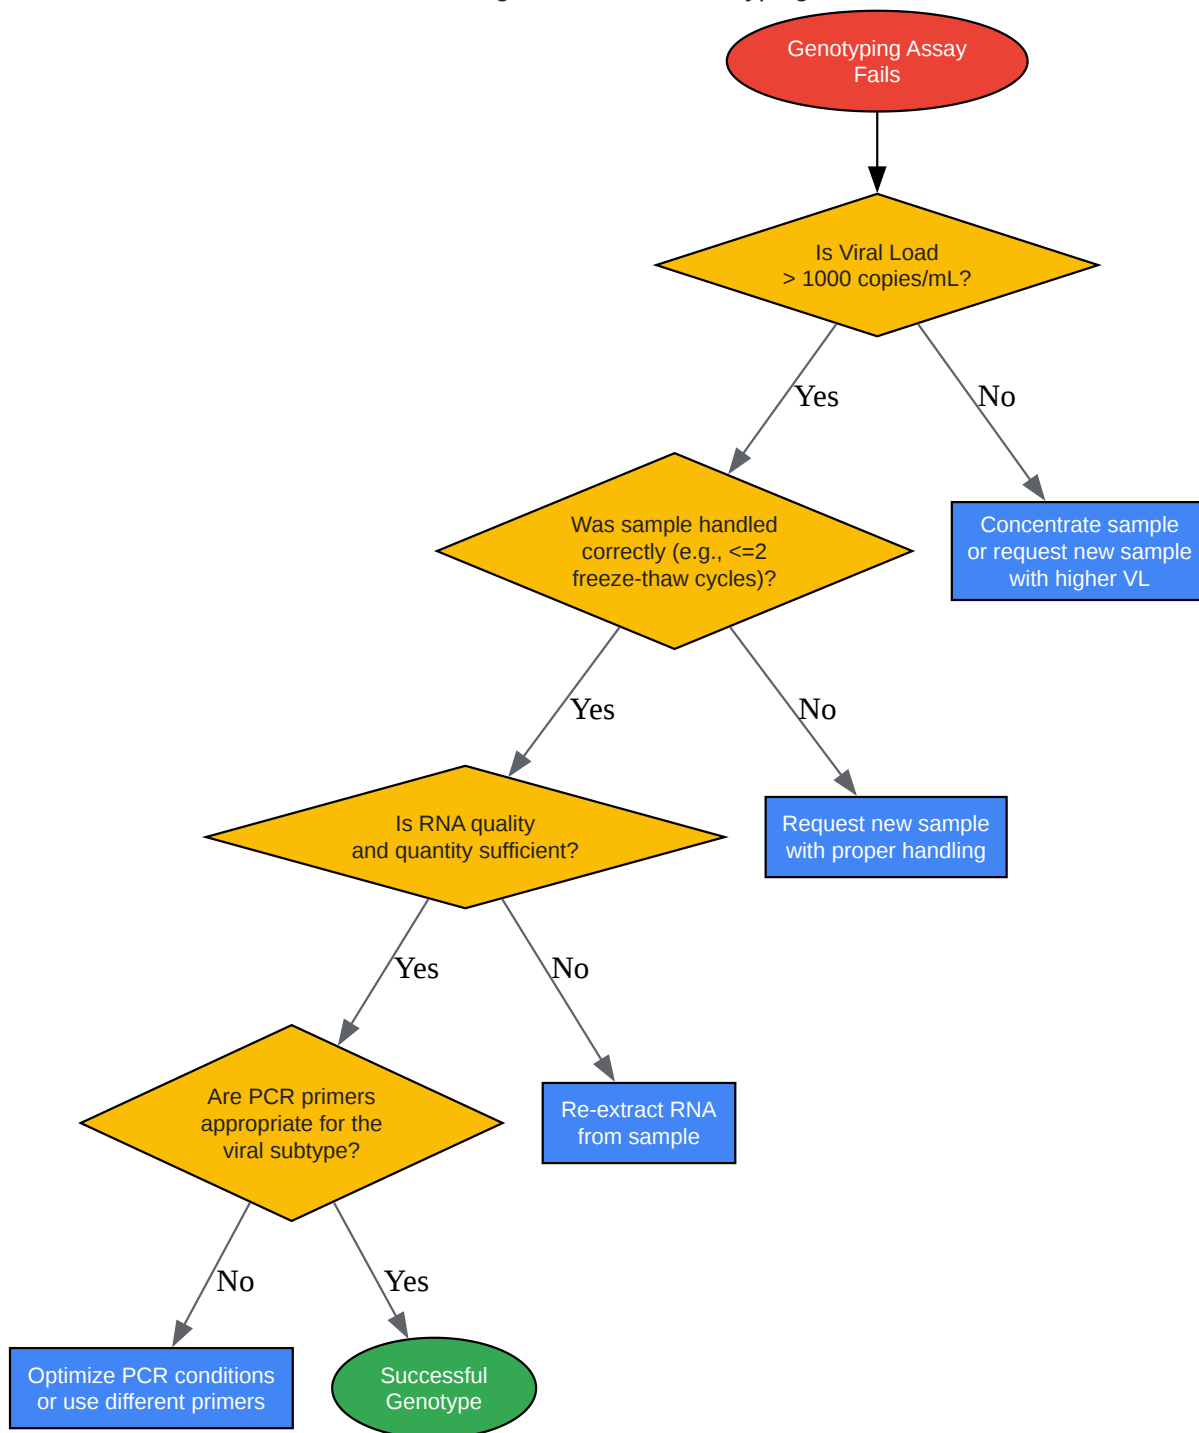 Genotyping Assay
Fails
Is Viral Load
> 1000 copies/mL?
Yes
No
Was sample handled
correctly (e.g., <=2
freeze-thaw cycles)?
Concentrate sample
or request new sample
with higher VL
Yes
No
Is RNA quality
and quantity sufficient?
Request new sample
with proper handling
Yes
No
Are PCR primers
appropriate for the
viral subtype?
Re-extract RNA
from sample
No
Yes
Optimize PCR conditions
or use different primers
Successful
Genotype